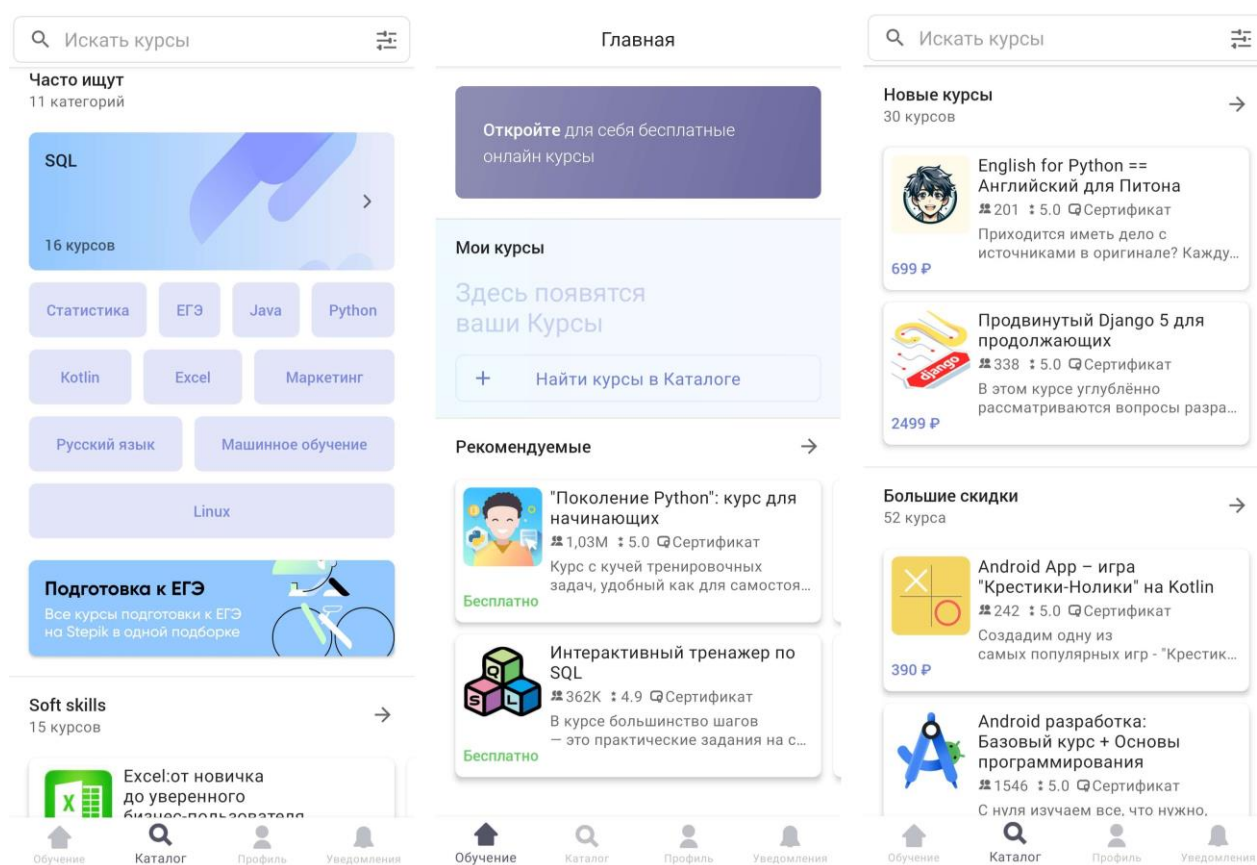 Искать курсы
Часто ищут
11 категорий
SQL
16 курсов
Статистика
ЕГЭ
Java
Python
Kotlin
Excel
Маркетинг
Русский язык
Машинное обучение
Linux
Подготовка к ЕГЭ
Все курсы подготовки к ЕГЭ
на Stepik в одной подборке
Soft skills
15 курсов
Excel:от новичка
до уверенного
бизнес-пользователя
Обучение
Каталог
Профиль
Уведомления
Главная
Откройте для себя бесплатные
онлайн курсы
Мои курсы
Здесь появятся
ваши Курсы
+ Найти курсы в Каталоге
Рекомендуемые
"Поколение Python": курс для
начинающих
1,03M 5.0 Сертификат
Курс с кучей тренировочных
задач, удобный как для самостоя...
Бесплатно
Интерактивный тренажер по
SQL
362K 4.9 Сертификат
В курсе большинство шагов
— это практические задания на с...
Q
S L
Бесплатно
Обучение
Каталог
Профиль
Уведомления
Искать курсы
Новые курсы
30 курсов
English for Python ==
Английский для Питона
201 5.0 Сертификат
Приходится иметь дело с
источниками в оригинале? Кажду...
699 ₽
Продвинутый Django 5 для
продолжающих
338 5.0 Сертификат
В этом курсе углублённо
рассматриваются вопросы разра...
django
2499 ₽
Большие скидки
52 курса
Android App – игра
"Крестики-Нолики" на Kotlin
242 5.0 Сертификат
Создадим одну из
самых популярных игр - "Крестик...
390 ₽
Android разработка:
Базовый курс + Основы
программирования
1546 5.0 Сертификат
С нуля изучаем все, что нужно,
Обучение
Каталог
Профиль
Уведомления